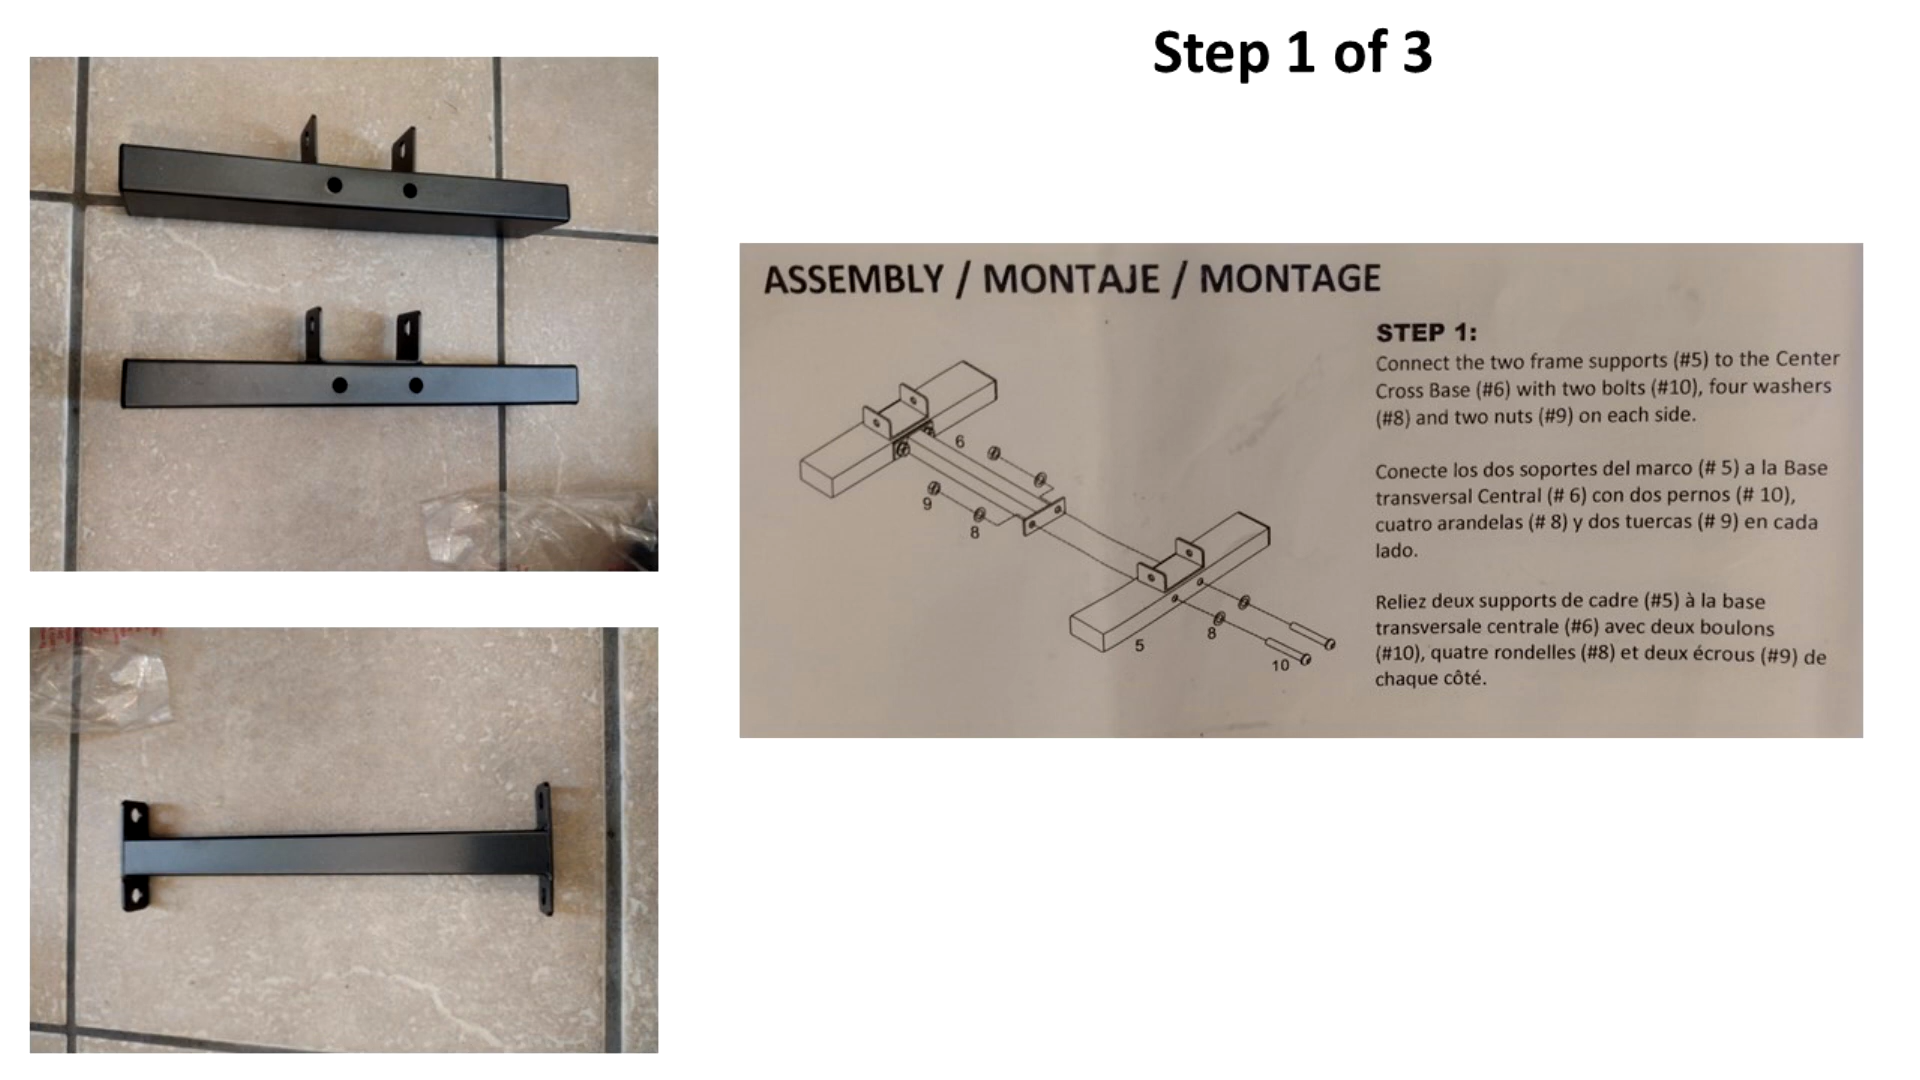 Step 1 of 3
ASSEMBLY / MONTAJE / MONTAGE
STEP 1:
Connect the two frame supports (#5) to the Center
Cross Base (#6) with two bolts (#10), four washers
(#8) and two nuts (#9) on each side.
Conecte los dos soportes del marco (# 5) a la Base
transversal Central (# 6) con dos pernos (# 10),
cuatro arandelas (# 8) y dos tuercas (# 9) en cada
lado.
Reliez deux supports de cadre (#5) à la base
transversale centrale (#6) avec deux boulons
(#10), quatre rondelles (#8) et deux écrous (#9) de
chaque côté.
6
9
8
5
8
10